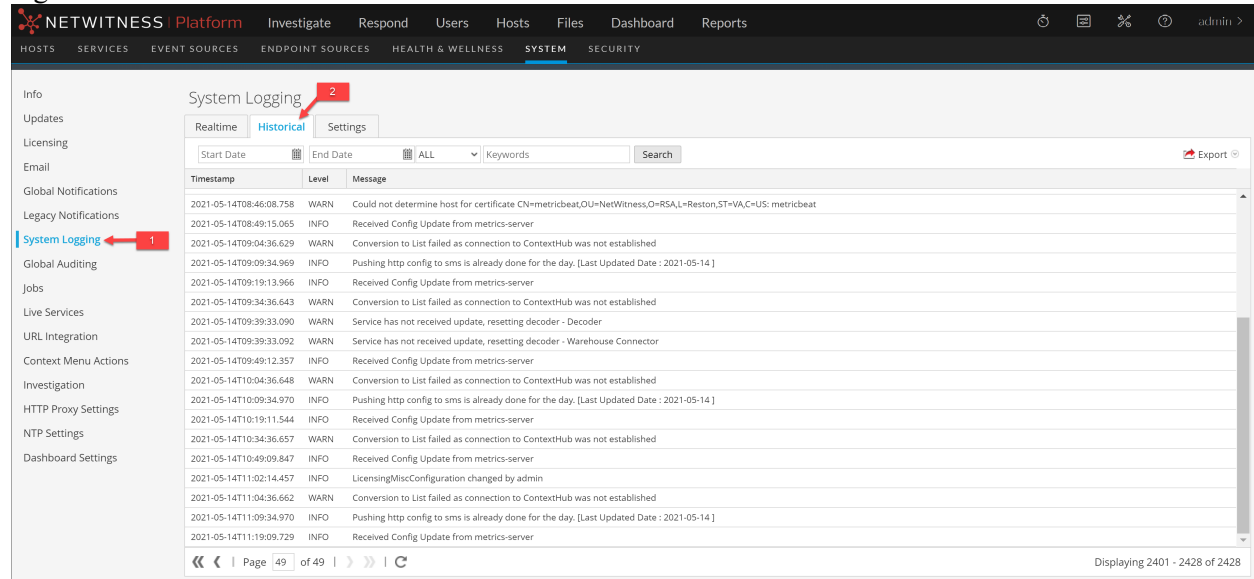 NETWITNESS | Platform Investigate Respond Users Hosts Files Dashboard Reports admin >
HOSTS SERVICES EVENT SOURCES ENDPOINT SOURCES HEALTH & WELLNESS SYSTEM SECURITY
Info
Updates
Licensing
Email
Global Notifications
Legacy Notifications
System Logging
1
Global Auditing
Jobs
Live Services
URL Integration
Context Menu Actions
Investigation
HTTP Proxy Settings
NTP Settings
Dashboard Settings
System Logging
2
Realtime Historical Settings
Start Date End Date ALL Keywords Search Export
Timestamp Level Message
2021-05-14T08:46:08.758 WARN Could not determine host for certificate CN=metricbeat,OU=NetWitness,O=RSA,L=Reston,ST=VA,C=US: metricbeat
2021-05-14T08:49:15.065 INFO Received Config Update from metrics-server
2021-05-14T09:04:36.629 WARN Conversion to List failed as connection to ContextHub was not established
2021-05-14T09:09:34.969 INFO Pushing http config to sms is already done for the day. [Last Updated Date : 2021-05-14 ]
2021-05-14T09:19:13.966 INFO Received Config Update from metrics-server
2021-05-14T09:34:36.643 WARN Conversion to List failed as connection to ContextHub was not established
2021-05-14T09:39:33.090 WARN Service has not received update, resetting decoder - Decoder
2021-05-14T09:39:33.092 WARN Service has not received update, resetting decoder - Warehouse Connector
2021-05-14T09:49:12.357 INFO Received Config Update from metrics-server
2021-05-14T10:04:36.648 WARN Conversion to List failed as connection to ContextHub was not established
2021-05-14T10:09:34.970 INFO Pushing http config to sms is already done for the day. [Last Updated Date : 2021-05-14 ]
2021-05-14T10:19:11.544 INFO Received Config Update from metrics-server
2021-05-14T10:34:36.657 WARN Conversion to List failed as connection to ContextHub was not established
2021-05-14T10:49:09.847 INFO Received Config Update from metrics-server
2021-05-14T11:02:14.457 INFO LicensingMiscConfiguration changed by admin
2021-05-14T11:04:36.662 WARN Conversion to List failed as connection to ContextHub was not established
2021-05-14T11:09:34.970 INFO Pushing http config to sms is already done for the day. [Last Updated Date : 2021-05-14 ]
2021-05-14T11:19:09.729 INFO Received Config Update from metrics-server
Page 49 of 49 Displaying 2401 - 2428 of 2428